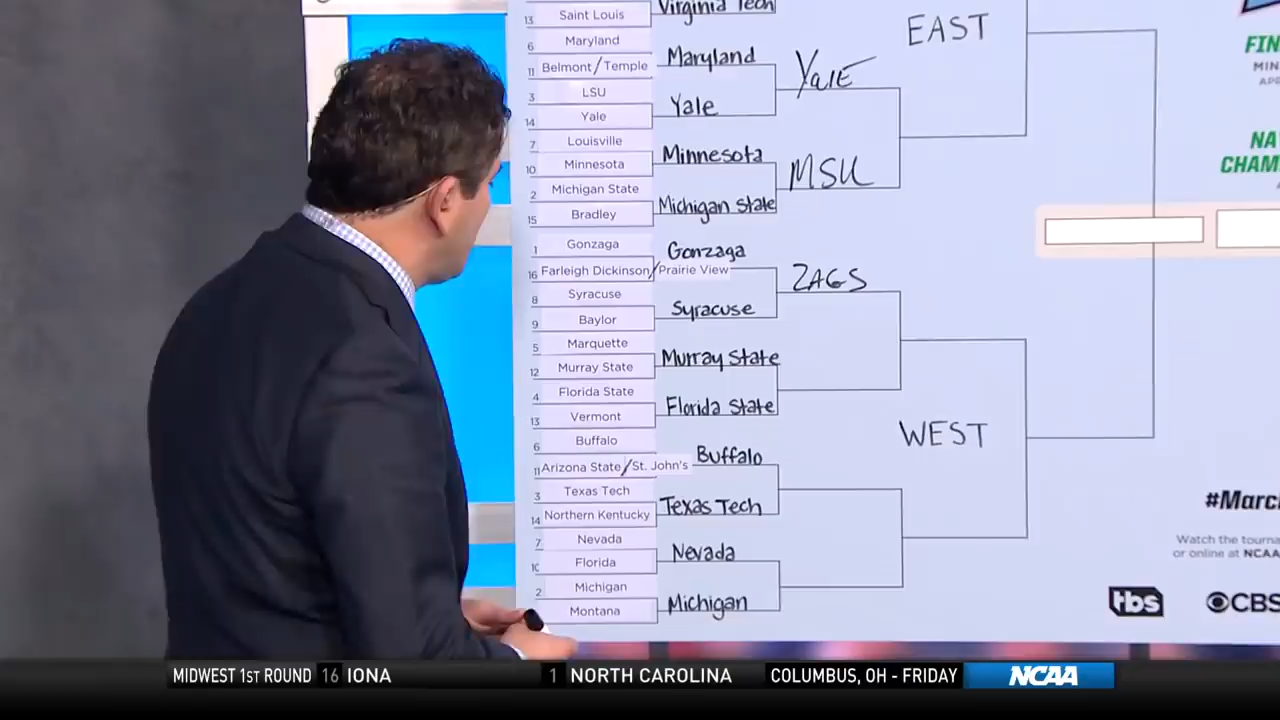 13 Saint Louis
Virginia Tech
6 Maryland
11 Belmont/Temple
Maryland
3 LSU
14 Yale
Yale
Yale
7 Louisville
10 Minnesota
Minnesota
2 Michigan State
15 Bradley
Michigan State
MSU
EAST
1 Gonzaga
16 Farleigh Dickinson/Prairie View
Gonzaga
8 Syracuse
9 Baylor
Syracuse
ZAGS
5 Marquette
12 Murray State
Murray State
4 Florida State
13 Vermont
Florida State
6 Buffalo
11 Arizona State/St. John's
Buffalo
3 Texas Tech
14 Northern Kentucky
Texas Tech
7 Nevada
Florida
Nevada
2 Michigan
Montana
Michigan
WEST
FIN
MIN
NA
CHAM
#Marc
Watch the tourna
or online at NCAA
tbs
CBS
MIDWEST 1ST ROUND 16 IONA 1 NORTH CAROLINA COLUMBUS, OH - FRIDAY NCAA